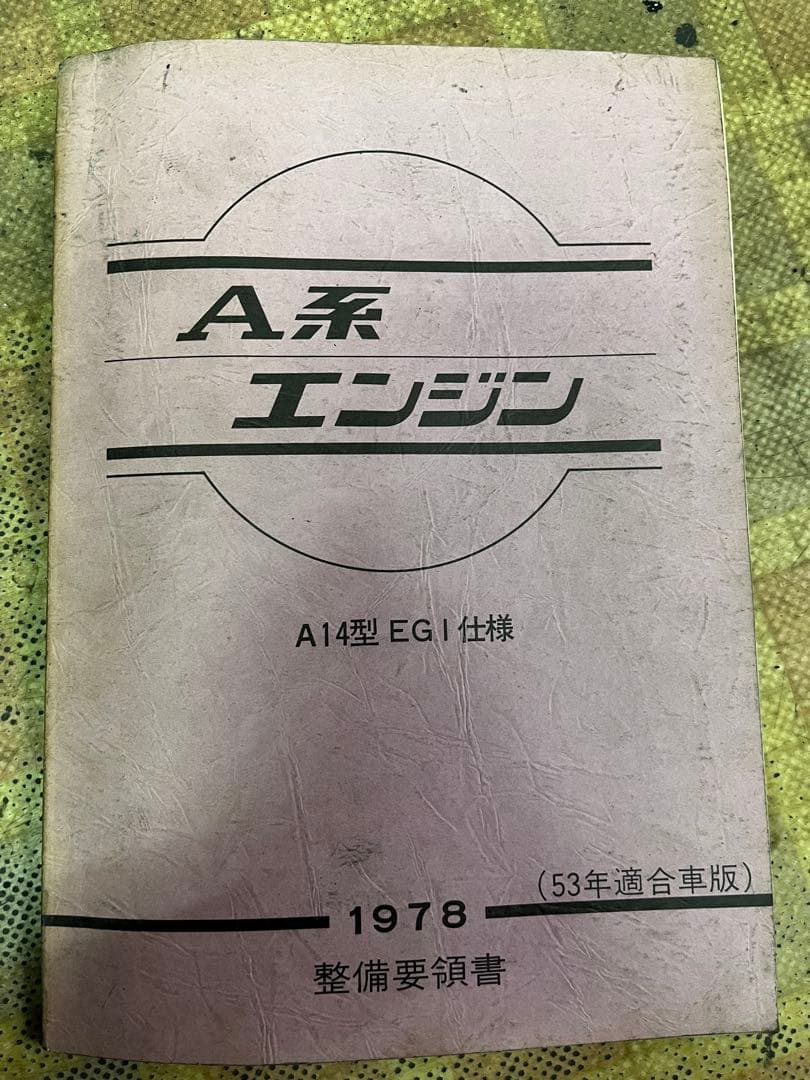 A系
エンジン
A14型 EGI仕様
(53年適合車版)
1978
整備要領書